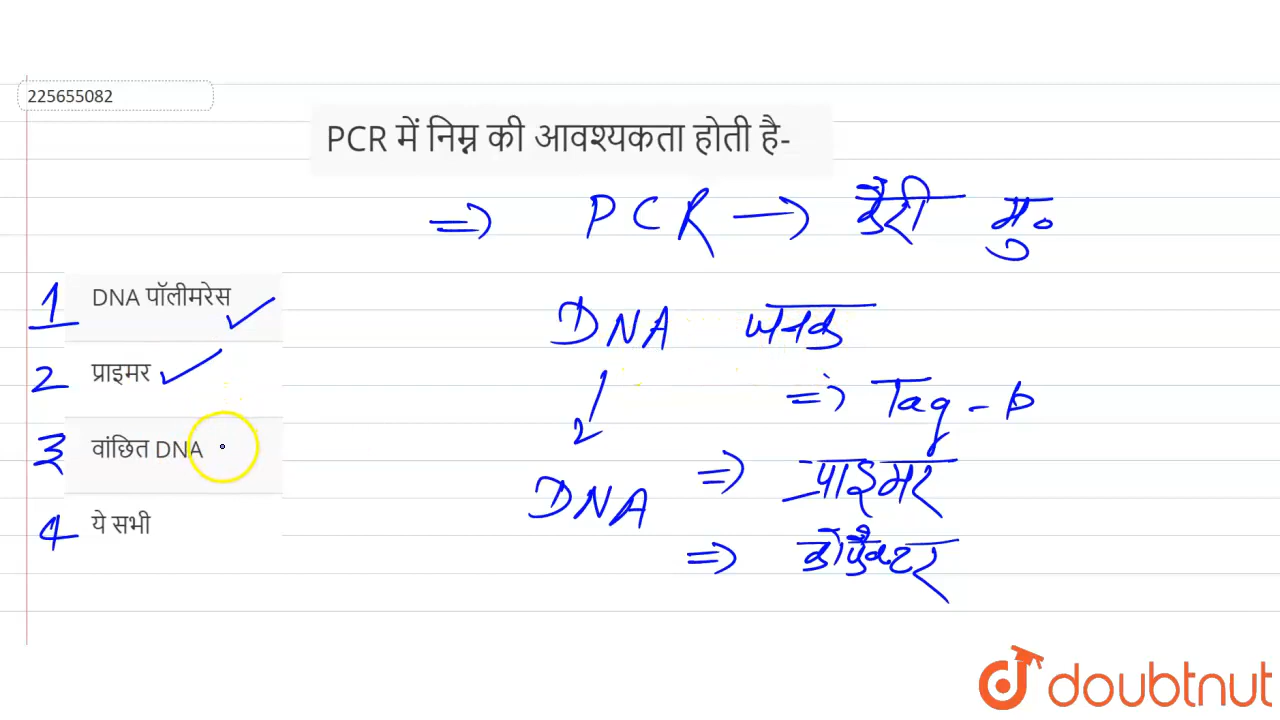 225655082
PCR में निम्न की आवश्यकता होती है-
⇒ PCR → कैरी मु०
1 DNA पॉलीमरेस ✓
DNA जनक
2 प्राइमर ✓
⇒ Taq - p
3 वांछित DNA
⇒ प्राइमर
DNA
4 ये सभी
⇒ कोफैक्टर
doubtnut